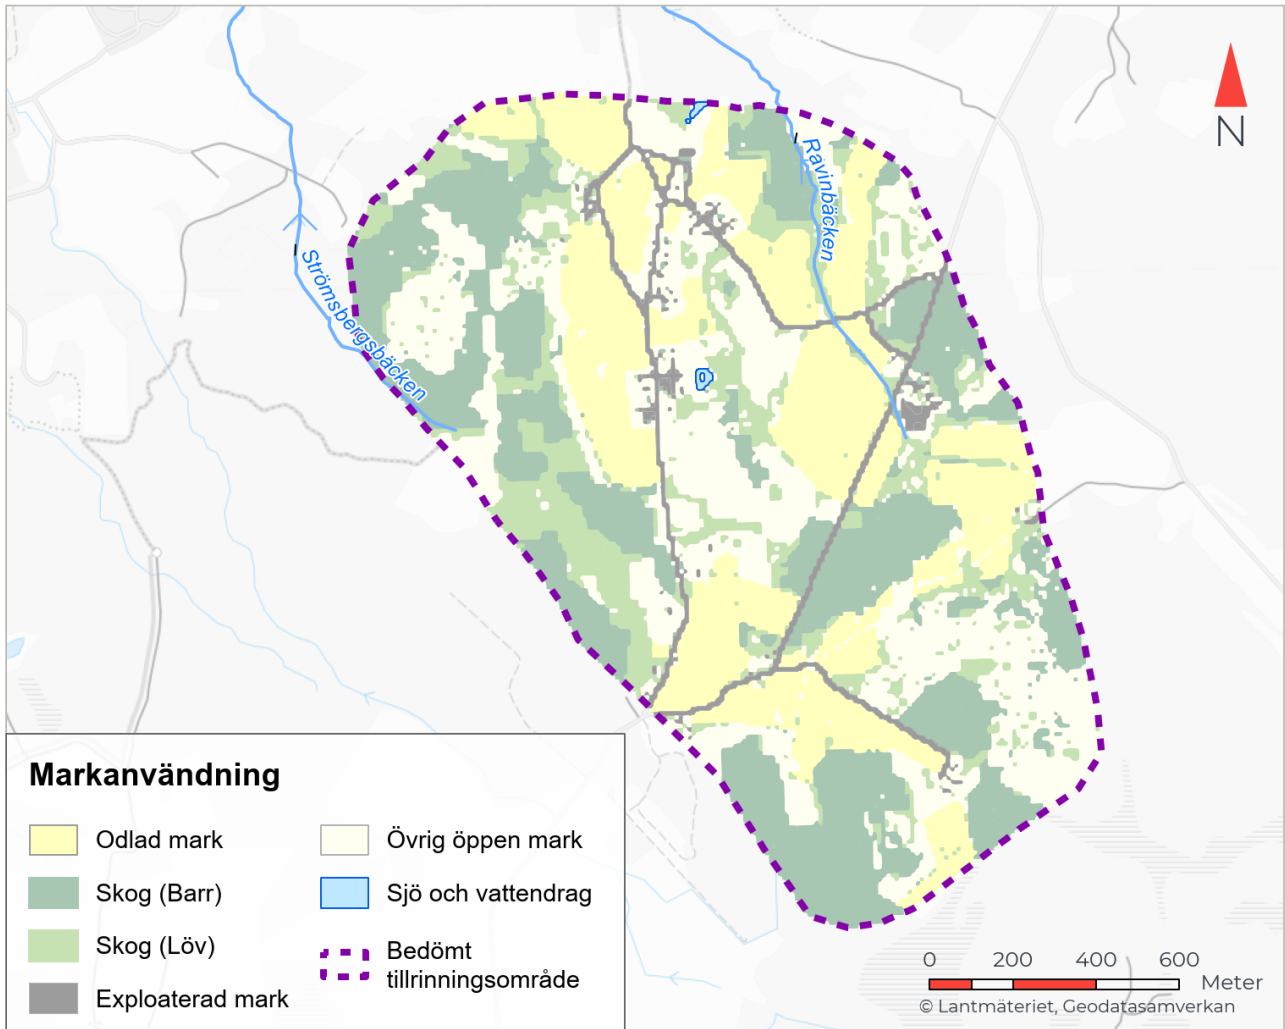 N
Ravinbäcken
Strömsbergsbäcken
Markanvändning
Odlad mark
Skog (Barr)
Skog (Löv)
Exploaterad mark
Övrig öppen mark
Sjö och vattendrag
Bedömt
tillrinningsområde
0 200 400 600
Meter
© Lantmäteriet, Geodatasamverkan